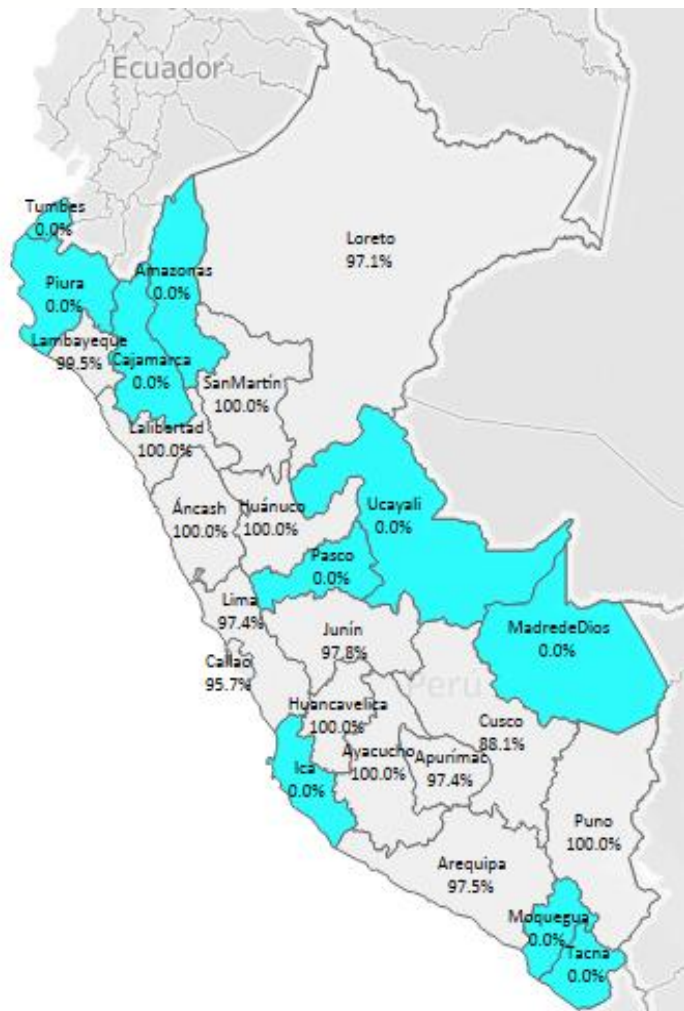 Ecuador
Tumbes
0.0%
Loreto
97.1%
Amazonas
0.0%
Piura
0.0%
Lambayeque
99.5%
Cajamarca
0.0%
SanMartín
100.0%
Lalibertad
100.0%
Áncash
100.0%
Huánuco
100.0%
Ucayali
0.0%
Pasco
0.0%
Lima
97.4%
Junín
97.8%
MadredeDios
0.0%
Callao
95.7%
Perú
Huancavelica
100.0%
Cusco
88.1%
Ayacucho
100.0%
Apurímac
97.4%
Ica
0.0%
Puno
100.0%
Arequipa
97.5%
Moquegua
0.0%
Tacna
0.0%